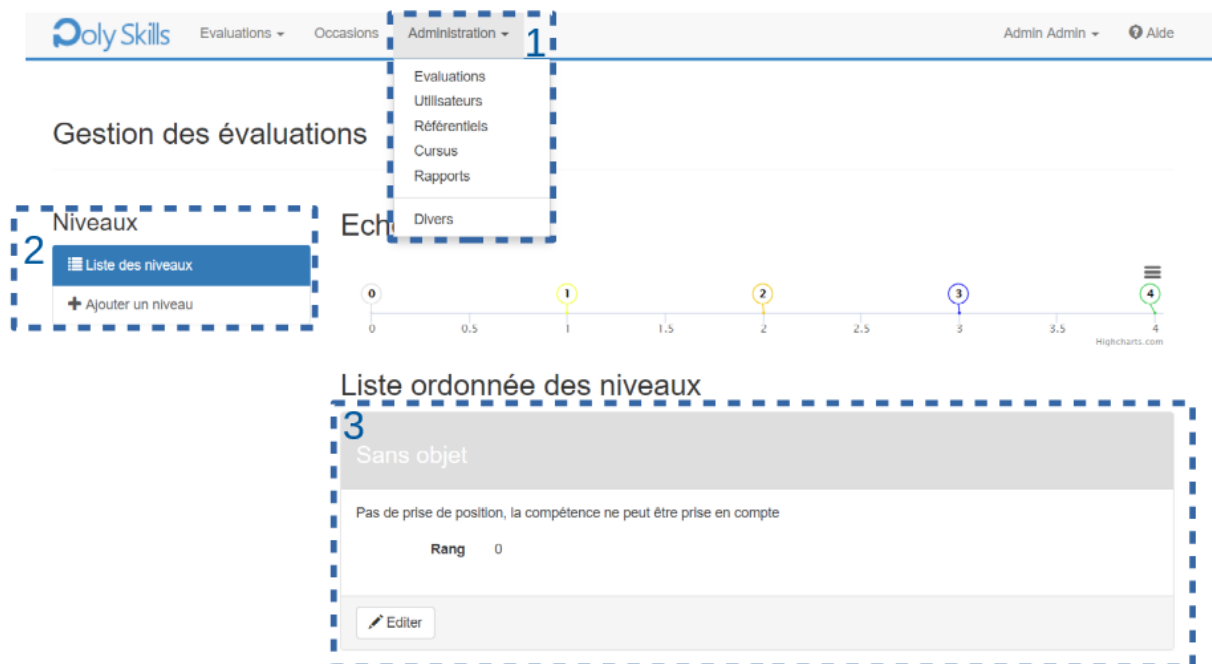 Poly Skills Evaluations Occasions Administration 1 Admin Admin Aide
Evaluations
Utilisateurs
Référentiels
Cursus
Rapports
Divers
Gestion des évaluations
2
Niveaux
Liste des niveaux
Ajouter un niveau
Ech
0 1 2 3 4
0 0.5 1 1.5 2 2.5 3 3.5 4
Highcharts.com
Liste ordonnée des niveaux
3
Sans objet
Pas de prise de position, la compétence ne peut être prise en compte
Rang 0
Editer